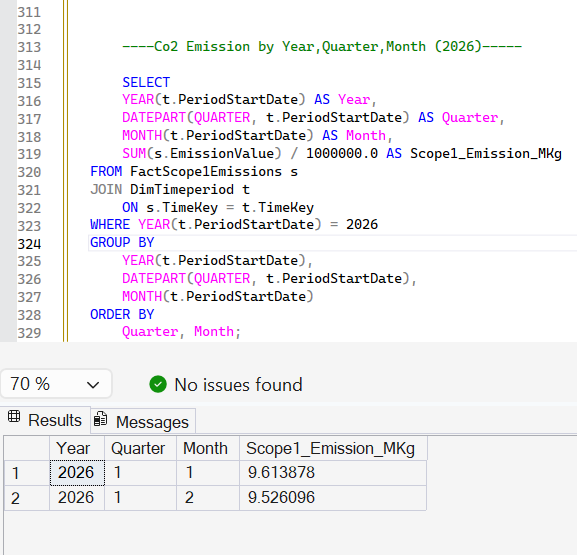 311
312
313 ----Co2 Emission by Year,Quarter,Month (2026)-----
314
315 SELECT
316 YEAR(t.PeriodStartDate) AS Year,
317 DATEPART(QUARTER, t.PeriodStartDate) AS Quarter,
318 MONTH(t.PeriodStartDate) AS Month,
319 SUM(s.EmissionValue) / 1000000.0 AS Scope1_Emission_MKg
320 FROM FactScope1Emissions s
321 JOIN DimTimeperiod t
322 ON s.TimeKey = t.TimeKey
323 WHERE YEAR(t.PeriodStartDate) = 2026
324 GROUP BY
325 YEAR(t.PeriodStartDate),
326 DATEPART(QUARTER, t.PeriodStartDate),
327 MONTH(t.PeriodStartDate)
328 ORDER BY
329 Quarter, Month;
70 % No issues found
Results Messages
Year Quarter Month Scope1_Emission_MKg
1 2026 1 1 9.613878
2 2026 1 2 9.526096